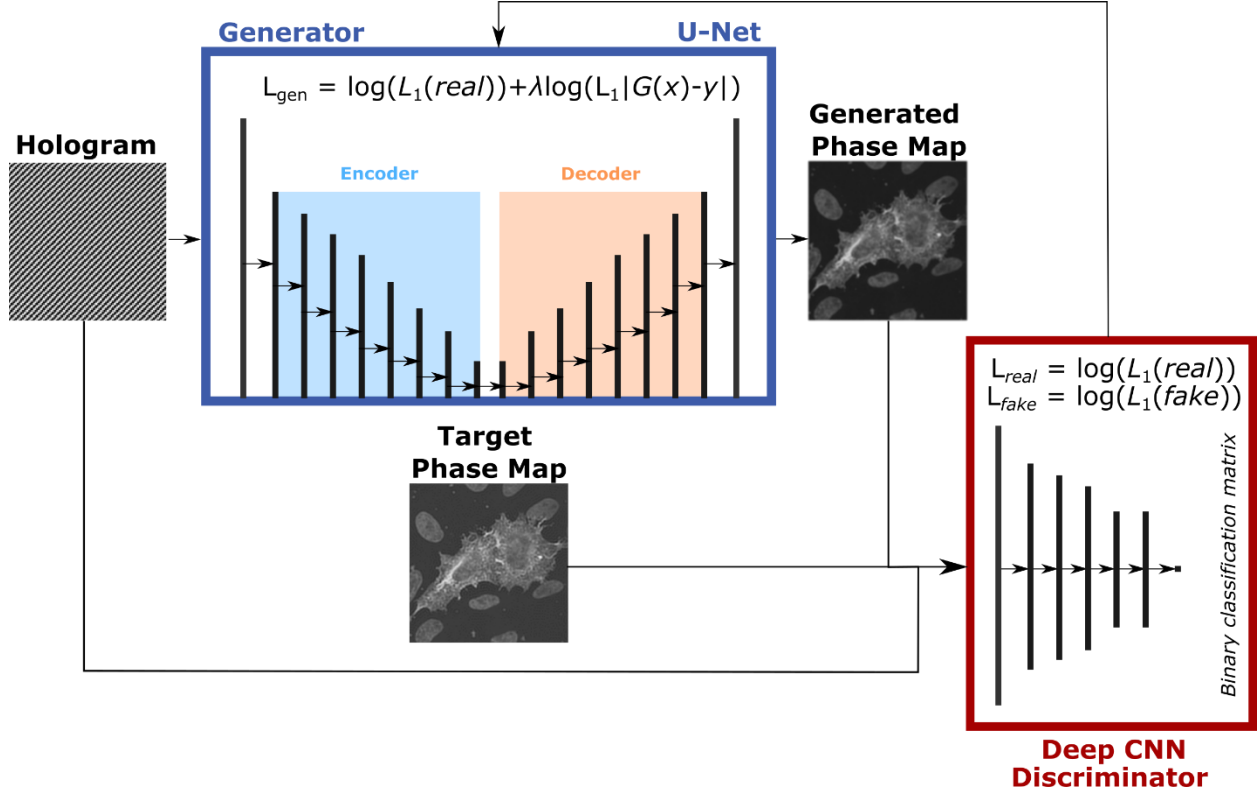 Generator
U-Net
L_gen = log(L_1(real))+λlog(L_1|G(x)-y|)
Hologram
Encoder
Decoder
Generated
Phase Map
Target
Phase Map
L_real = log(L_1(real))
L_fake = log(L_1(fake))
Binary classification matrix
Deep CNN
Discriminator